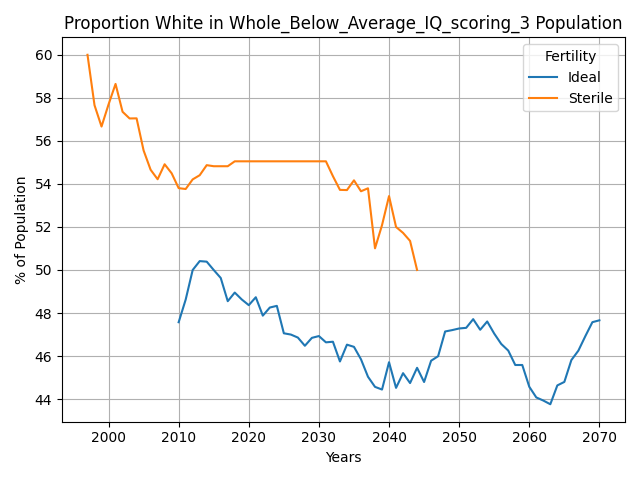 Proportion White in Whole_Below_Average_IQ_scoring_3 Population
% of Population
60
58
56
54
52
50
48
46
44
Fertility
Ideal
Sterile
2000
2010
2020
2030
2040
2050
2060
2070
Years